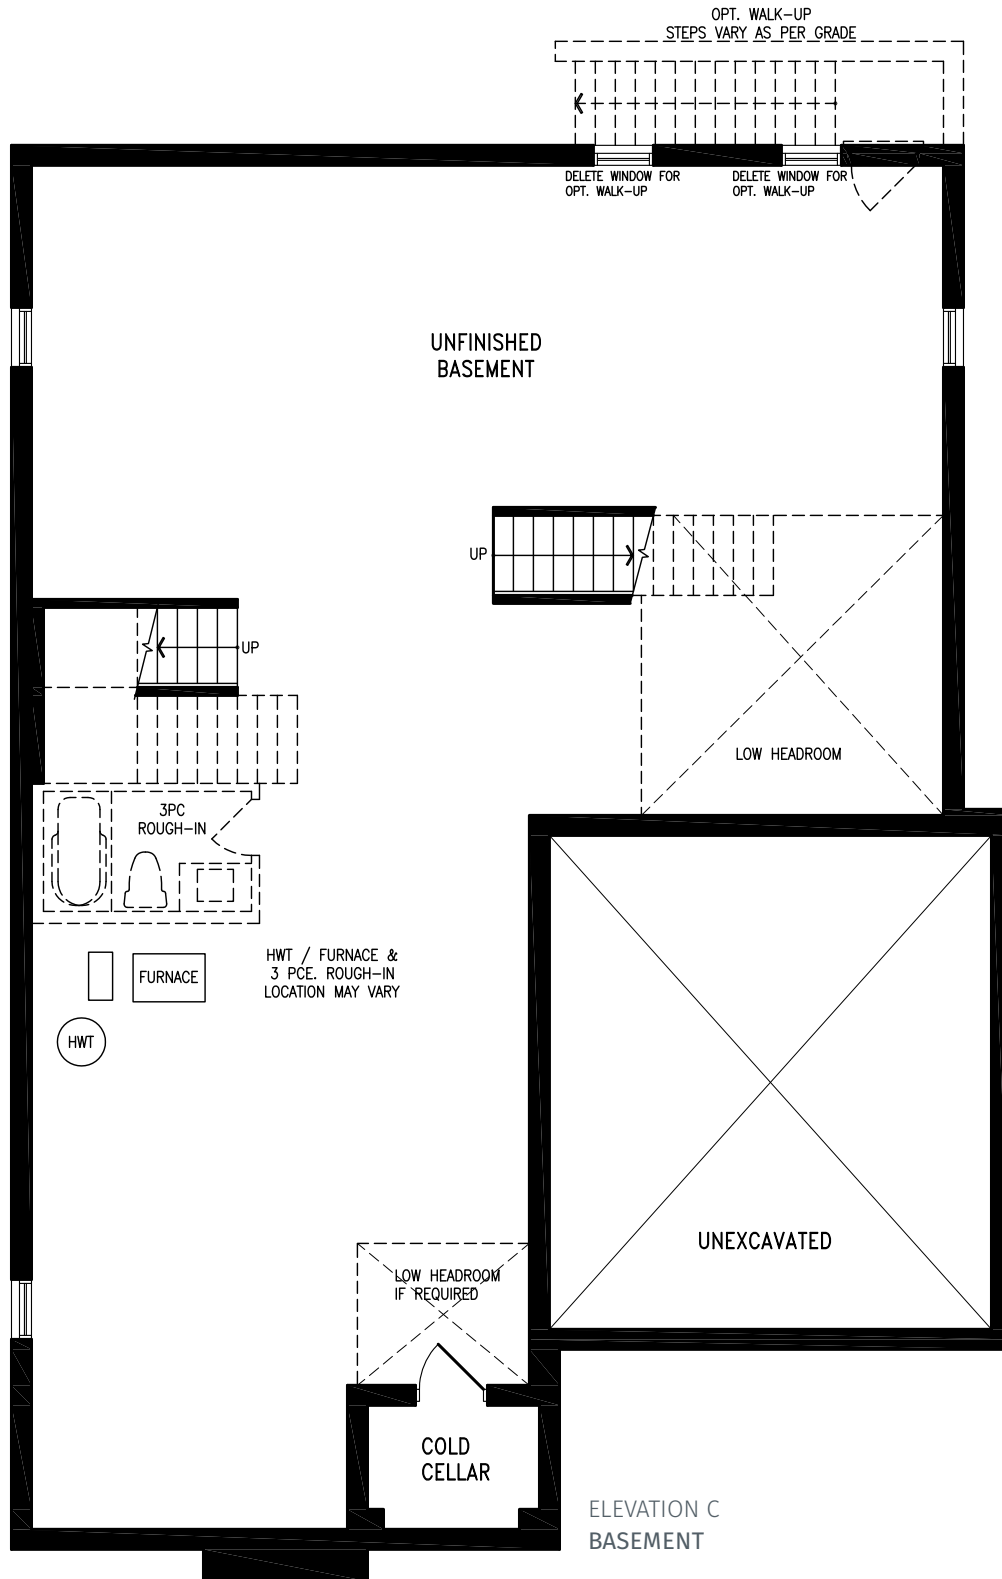 OPT. WALK-UP
STEPS VARY AS PER GRADE
DELETE WINDOW FOR
OPT. WALK-UP
DELETE WINDOW FOR
OPT. WALK-UP
UNFINISHED
BASEMENT
UP
UP
LOW HEADROOM
3PC
ROUGH-IN
HWT / FURNACE &
3 PCE. ROUGH-IN
LOCATION MAY VARY
FURNACE
HWT
UNEXCAVATED
LOW HEADROOM
IF REQUIRED
COLD
CELLAR
ELEVATION C
BASEMENT